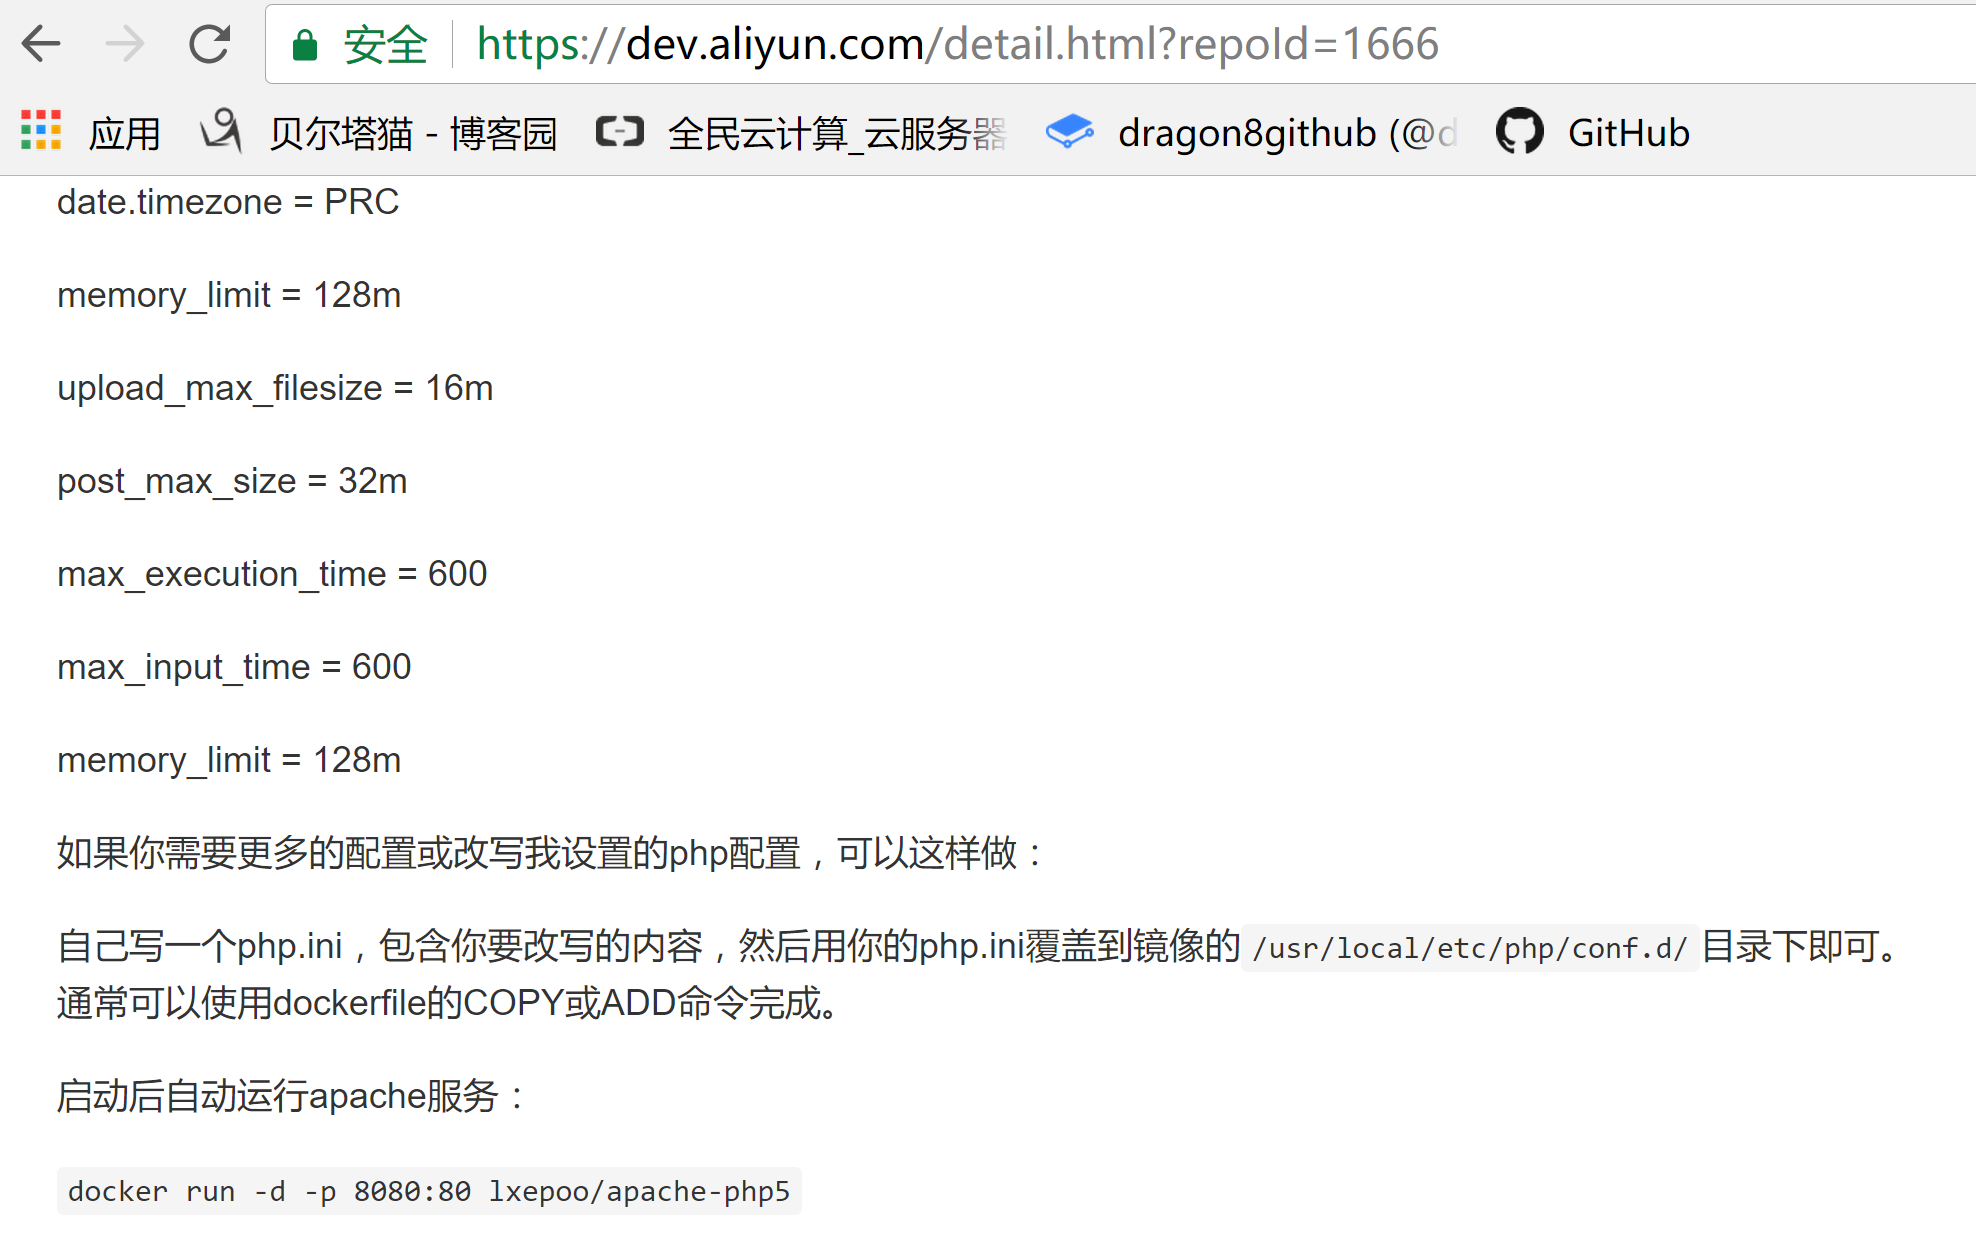 安全 https://dev.aliyun.com/detail.html?repoId=1666
应用 贝尔塔猫 - 博客园 全民云计算_云服务器 dragon8github (@d GitHub
date.timezone = PRC
memory_limit = 128m
upload_max_filesize = 16m
post_max_size = 32m
max_execution_time = 600
max_input_time = 600
memory_limit = 128m
如果你需要更多的配置或改写我设置的php配置，可以这样做：
自己写一个php.ini，包含你要改写的内容，然后用你的php.ini覆盖到镜像的/usr/local/etc/php/conf.d/目录下即可。
通常可以使用dockerfile的COPY或ADD命令完成。
启动后自动运行apache服务：
docker run -d -p 8080:80 lxepoo/apache-php5